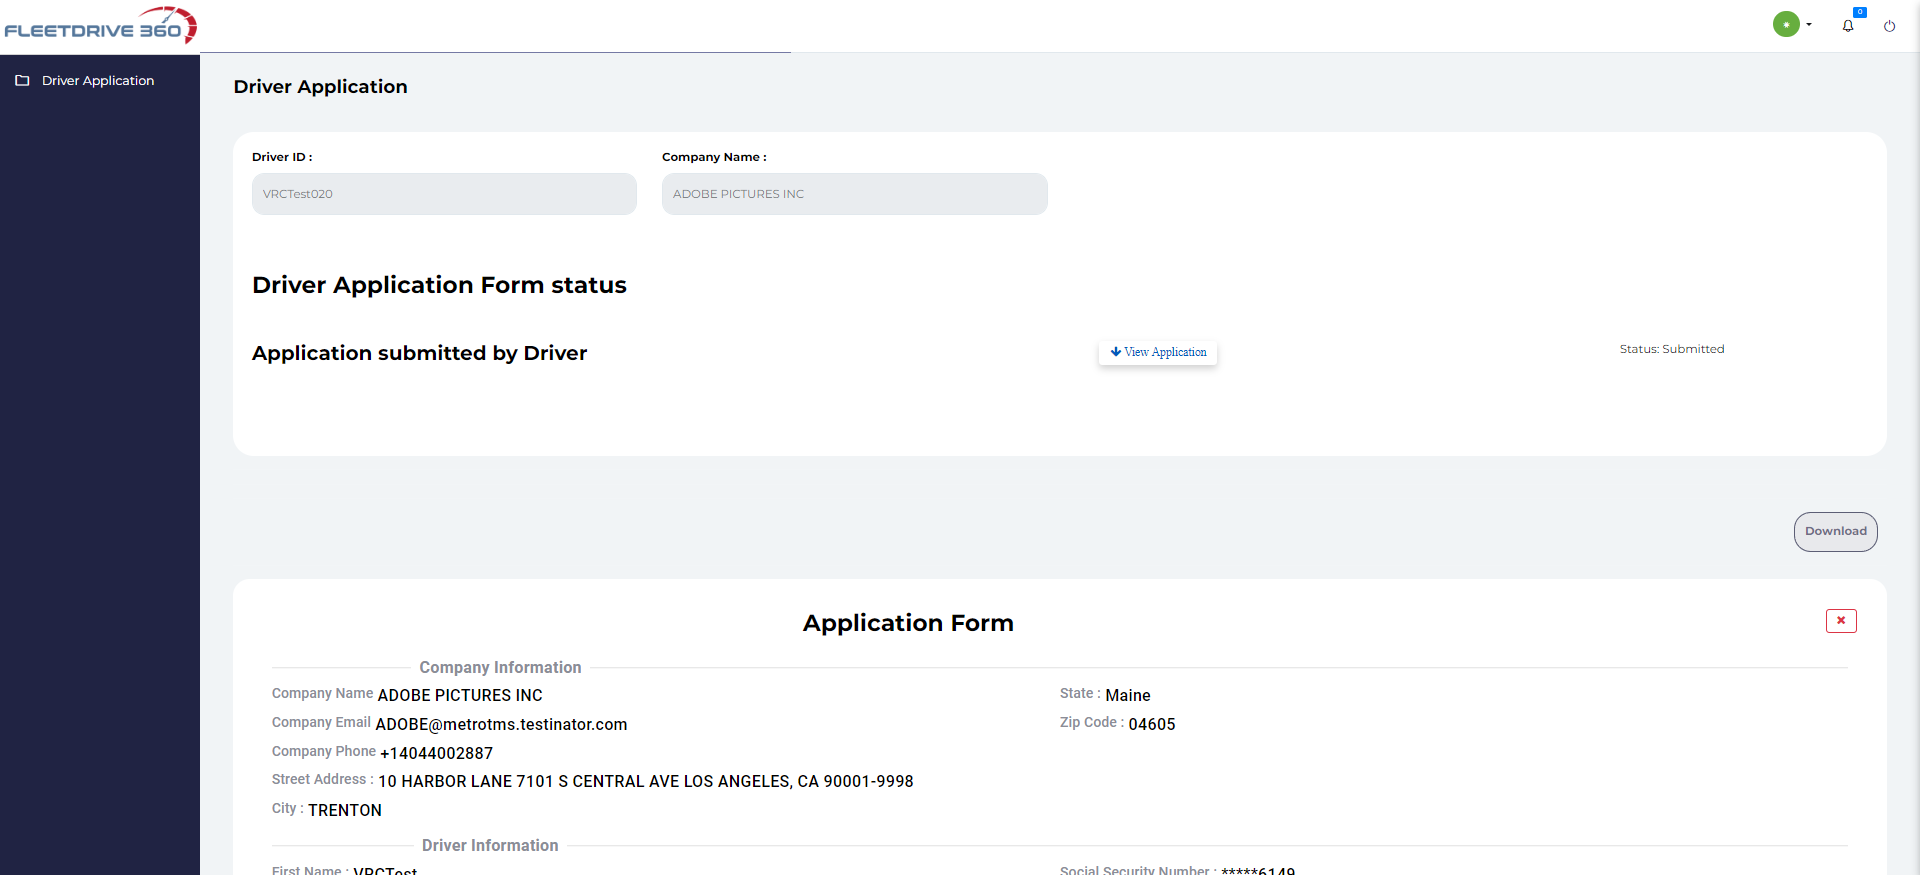 FLEETDRIVE 360
0
Driver Application
Driver Application
Driver ID :
Company Name :
VRCTest020
ADOBE PICTURES INC
Driver Application Form status
Application submitted by Driver
View Application
Status: Submitted
Download
Application Form
Company Information
Company Name ADOBE PICTURES INC
State : Maine
Company Email ADOBE@metrotms.testinator.com
Zip Code : 04605
Company Phone +14044002887
Street Address : 10 HARBOR LANE 7101 S CENTRAL AVE LOS ANGELES, CA 90001-9998
City : TRENTON
Driver Information
First Name : VRCTest
Social Security Number : *****6149